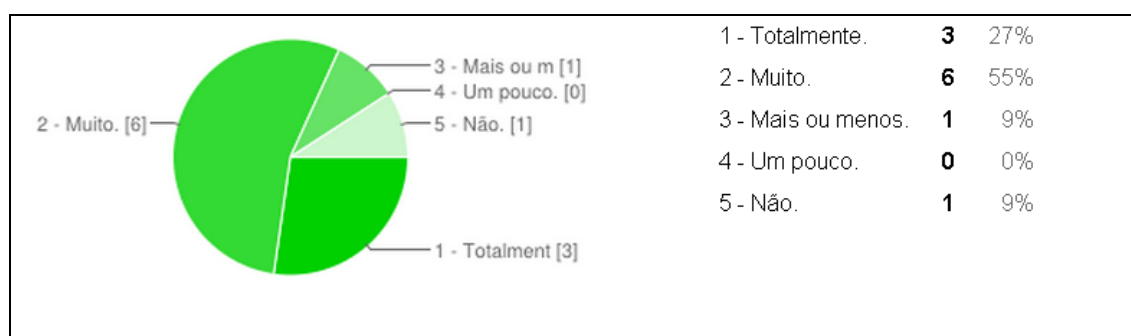 3 - Mais ou m [1]
4 - Um pouco. [0]
2 - Muito. [6]
5 - Não. [1]
1 - Totalment [3]
1 - Totalmente. 3 27%
2 - Muito. 6 55%
3 - Mais ou menos. 1 9%
4 - Um pouco. 0 0%
5 - Não. 1 9%